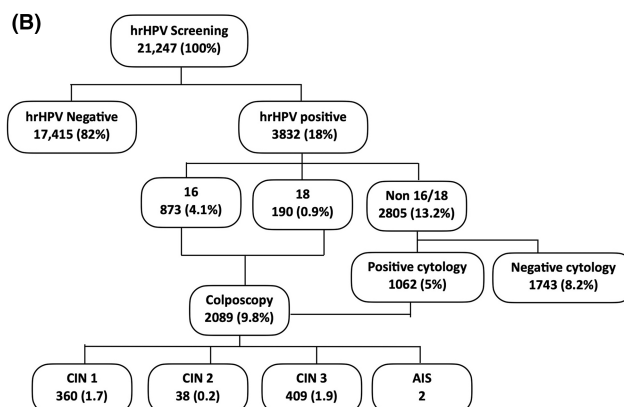 (B)
hrHPV Screening
21,247 (100%)
hrHPV Negative
17,415 (82%)
hrHPV positive
3832 (18%)
16
873 (4.1%)
18
190 (0.9%)
Non 16/18
2805 (13.2%)
Positive cytology
1062 (5%)
Negative cytology
1743 (8.2%)
Colposcopy
2089 (9.8%)
CIN 1
360 (1.7)
CIN 2
38 (0.2)
CIN 3
409 (1.9)
AIS
2